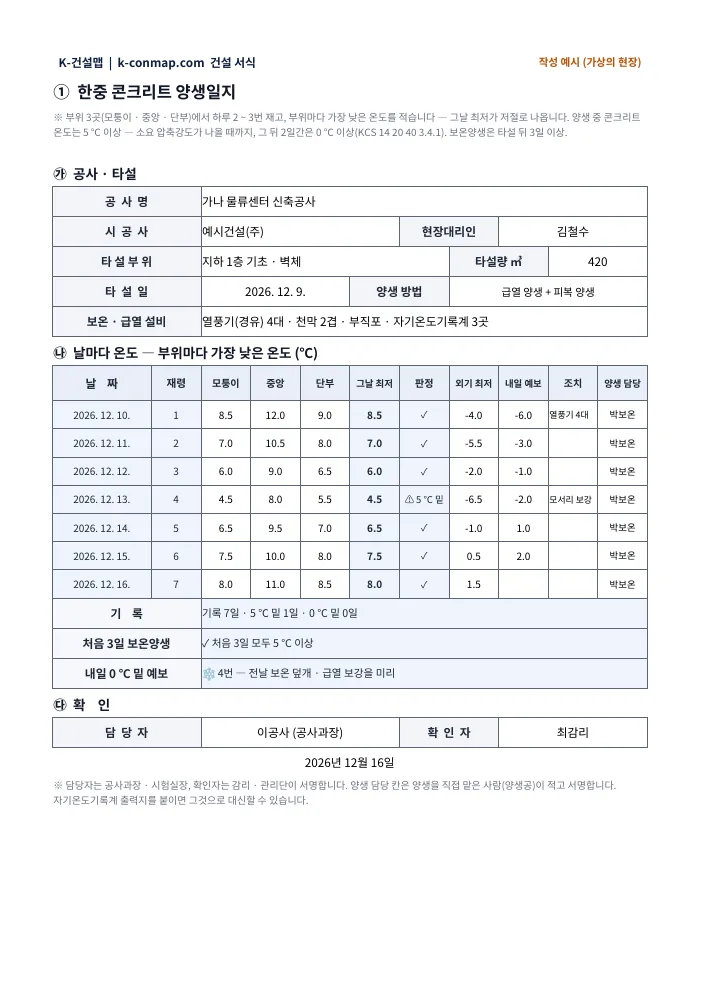 K-건설맵 | k-conmap.com 건설 서식
작성 예시 (가상의 현장)
① 한중 콘크리트 양생일지
※ 부위 3곳(모퉁이 · 중앙 · 단부)에서 하루 2 ~ 3번 재고, 부위마다 가장 낮은 온도를 적습니다 — 그날 최저가 저절로 나옵니다. 양생 중 콘크리트
온도는 5 ℃ 이상 — 소요 압축강도가 나올 때까지, 그 뒤 2일간은 0 ℃ 이상(KCS 14 20 40 3.4.1). 보온양생은 타설 뒤 3일 이상.
㉮ 공사 · 타설
공 사 명 가나 물류센터 신축공사
시 공 사 예시건설(주) 현장대리인 김철수
타설부위 지하 1층 기초 · 벽체 타설량 ㎥ 420
타 설 일 2026. 12. 9. 양생 방법 급열 양생 + 피복 양생
보온 · 급열 설비 열풍기(경유) 4대 · 천막 2겹 · 부직포 · 자기온도기록계 3곳
㉯ 날마다 온도 — 부위마다 가장 낮은 온도 (℃)
날 짜 재령 모퉁이 중앙 단부 그날 최저 판정 외기 최저 내일 예보 조치 양생 담당
2026. 12. 10. 1 8.5 12.0 9.0 8.5 ✓ -4.0 -6.0 열풍기 4대 박보온
2026. 12. 11. 2 7.0 10.5 8.0 7.0 ✓ -5.5 -3.0 박보온
2026. 12. 12. 3 6.0 9.0 6.5 6.0 ✓ -2.0 -1.0 박보온
2026. 12. 13. 4 4.5 8.0 5.5 4.5 ⚠ 5 ℃ 밑 -6.5 -2.0 모서리 보강 박보온
2026. 12. 14. 5 6.5 9.5 7.0 6.5 ✓ -1.0 1.0 박보온
2026. 12. 15. 6 7.5 10.0 8.0 7.5 ✓ 0.5 2.0 박보온
2026. 12. 16. 7 8.0 11.0 8.5 8.0 ✓ 1.5 박보온
기 록 기록 7일 · 5 ℃ 밑 1일 · 0 ℃ 밑 0일
처음 3일 보온양생 ✓ 처음 3일 모두 5 ℃ 이상
내일 0 ℃ 밑 예보 ❄ 4번 — 전날 보온 덮개 · 급열 보강을 미리
㉰ 확 인
담 당 자 이공사 (공사과장) 확 인 자 최감리
2026년 12월 16일
※ 담당자는 공사과장 · 시험실장, 확인자는 감리 · 관리단이 서명합니다. 양생 담당 칸은 양생을 직접 맡은 사람(양생공)이 적고 서명합니다.
자기온도기록계 출력지를 붙이면 그것으로 대신할 수 있습니다.